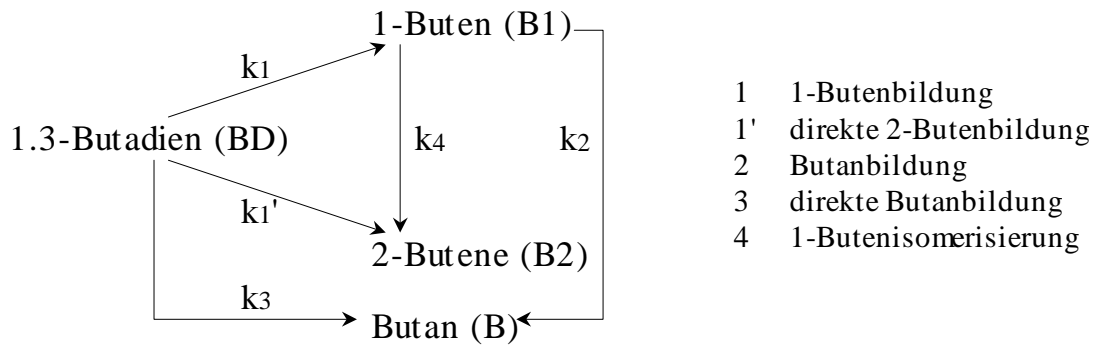 1-Buten (B1)
k1
1.3-Butadien (BD)
k4
k2
k1'
2-Butene (B2)
k3
Butan (B)
1 1-Butenbildung
1' direkte 2-Butenbildung
2 Butanbildung
3 direkte Butanbildung
4 1-Butenisomerisierung